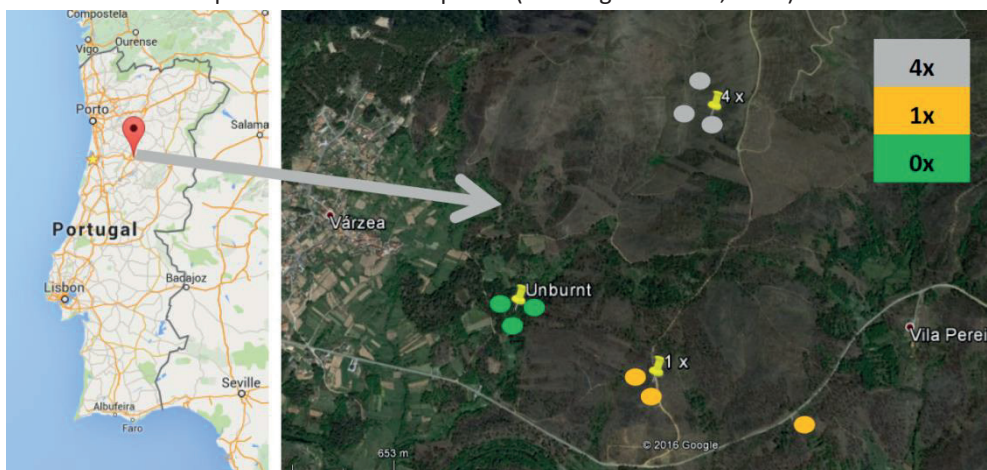 Compostela
Vigo
Ourense
Porto
Salama
Portugal
Lisbon
Badajoz
Seville
Albufeira
Faro
4 x
Várzea
Unburnt
1 x
Vila Perei
653 m
© 2016 Google
4x
1x
0x